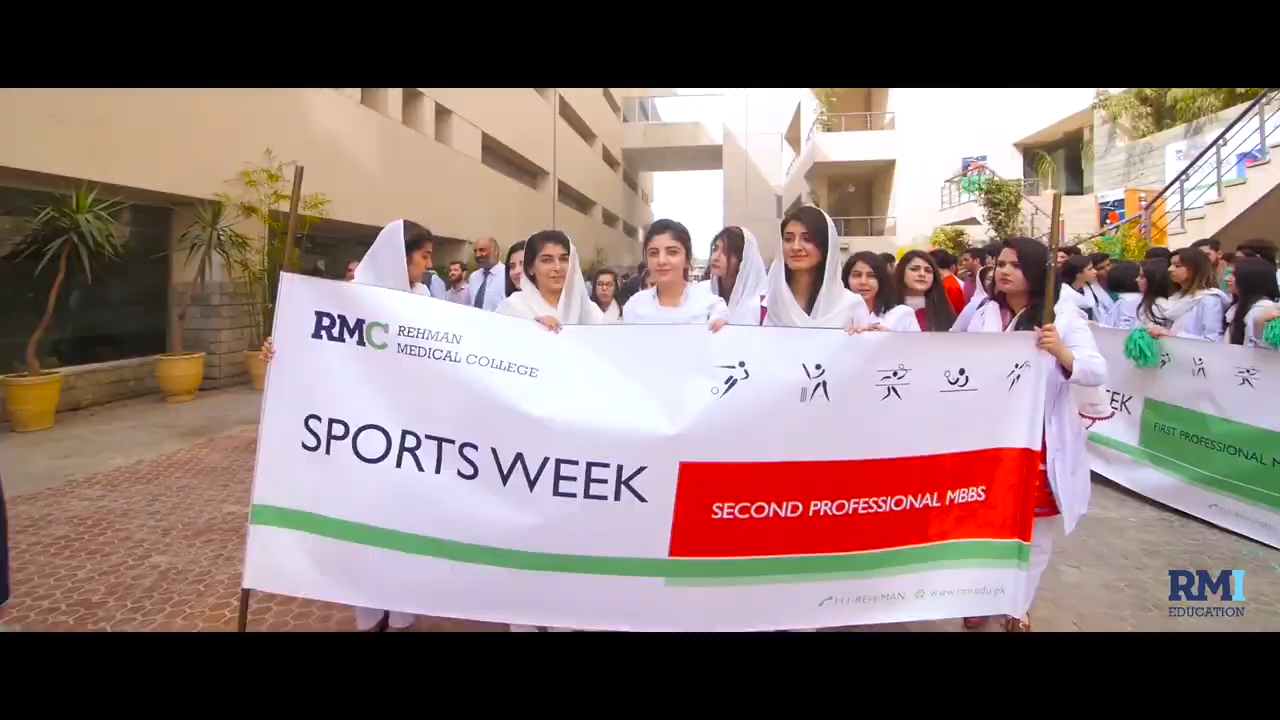 RMC
REHMAN
MEDICAL COLLEGE
SPORTS WEEK
SECOND PROFESSIONAL MBBS
111-REH-MAN
www.rmi.edu.pk
EK
FIRST PROFESSIONAL M
RMI
EDUCATION